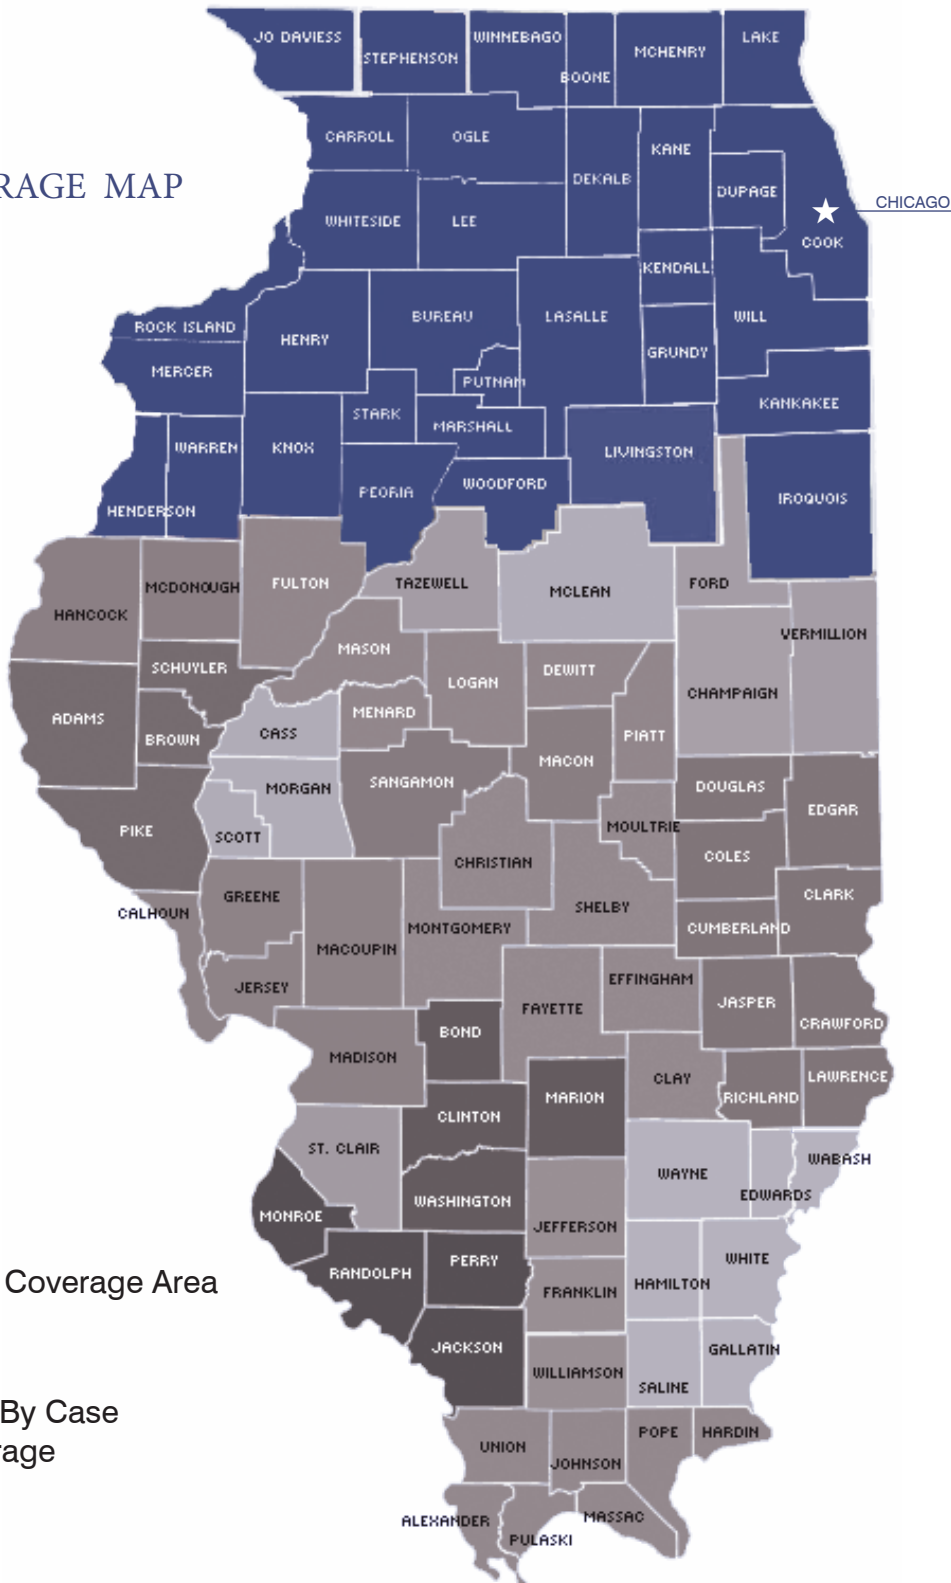 JO DAVIESS
STEPHENSON
WINNEBAGO
BOONE
MCHENRY
LAKE
CARROLL
OGLE
DEKALB
KANE
DUPAGE
RAGE MAP
CHICAGO
COOK
WHITESIDE
LEE
KENDALL
ROCK ISLAND
HENRY
BUREAU
LASALLE
WILL
GRUNDY
MERCER
PUTNAM
STARK
MARSHALL
KANKAKEE
WARREN
KNOX
LIVINGSTON
PEORIA
WOODFORD
IROQUOIS
HENDERSON
HANCOCK
MCDONOUGH
FULTON
TAZEWELL
MCLEAN
FORD
VERMILLION
MASON
SCHUYLER
LOGAN
DEWITT
CHAMPAIGN
ADAMS
BROWN
CASS
MENARD
PIATT
MACON
SANGAMON
MORGAN
DOUGLAS
EDGAR
PIKE
SCOTT
MOULTRIE
CHRISTIAN
COLES
GREENE
CLARK
CALHOUN
SHELBY
MONTGOMERY
CUMBERLAND
MACOUPIN
JERSEY
EFFINGHAM
FAYETTE
JASPER
CRAWFORD
BOND
MADISON
CLAY
LAWRENCE
RICHLAND
MARION
CLINTON
ST. CLAIR
WABASH
WAYNE
EDWARDS
WASHINGTON
MONROE
JEFFERSON
RANDOLPH
PERRY
WHITE
HAMILTON
Coverage Area
FRANKLIN
JACKSON
GALLATIN
WILLIAMSON
SALINE
By Case
rage
POPE
HARDIN
UNION
JOHNSON
ALEXANDER
MASSAC
PULASKI